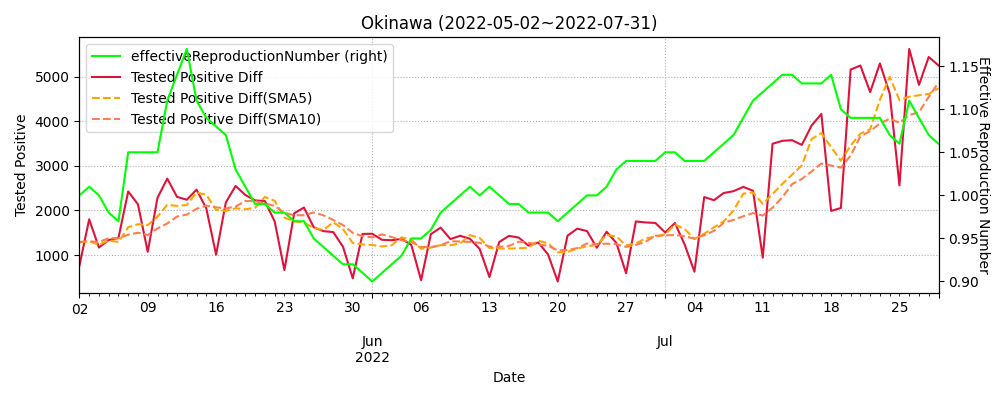 Okinawa (2022-05-02~2022-07-31)
effectiveReproductionNumber (right)
Tested Positive Diff
Tested Positive Diff(SMA5)
Tested Positive Diff(SMA10)
Tested Positive
5000
4000
3000
2000
1000
1.15
1.10
1.05
1.00
0.95
0.90
Effective Reproduction Number
02 09 16 23 30 06 13 20 27 04 11 18 25
Jun Jul
2022
Date